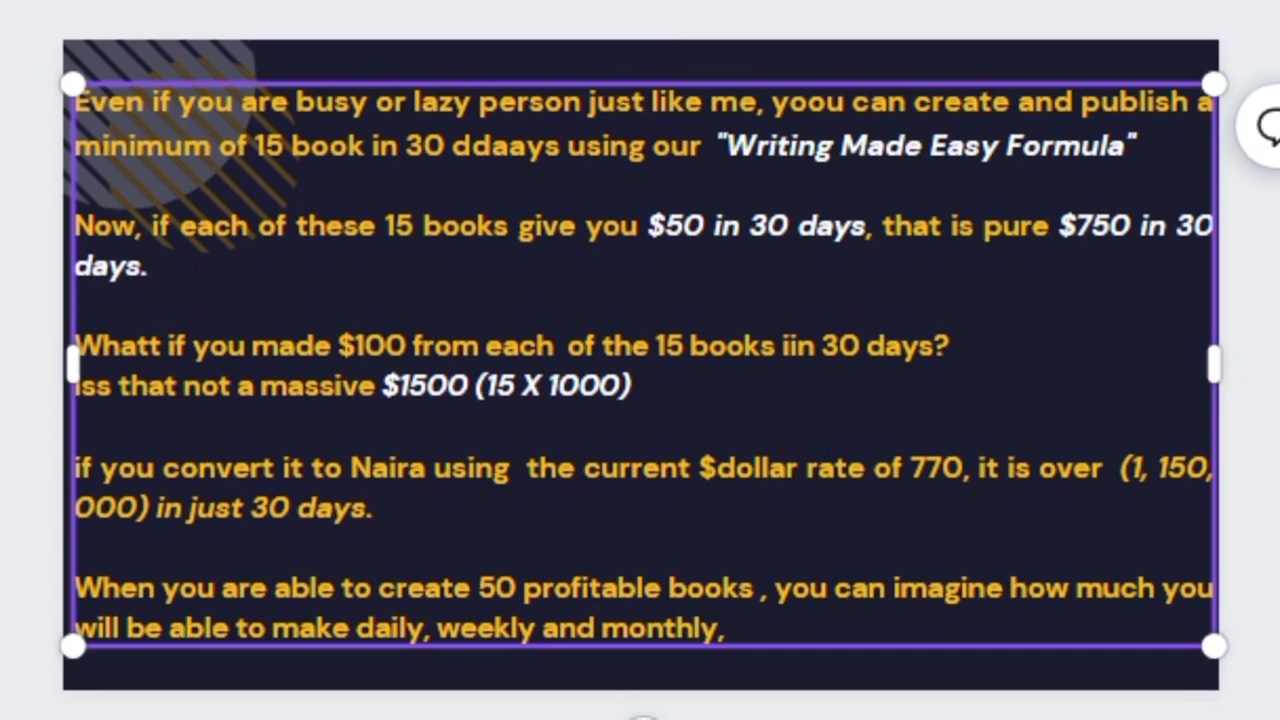 Even if you are busy or lazy person just like me, yoou can create and publish a
minimum of 15 book in 30 ddaays using our "Writing Made Easy Formula"
Now, if each of these 15 books give you $50 in 30 days, that is pure $750 in 30
days.
Whatt if you made $100 from each of the 15 books iin 30 days?
Iss that not a massive $1500 (15 X 1000)
if you convert it to Naira using the current $dollar rate of 770, it is over (1, 150,
000) in just 30 days.
When you are able to create 50 profitable books , you can imagine how much you
will be able to make daily, weekly and monthly,